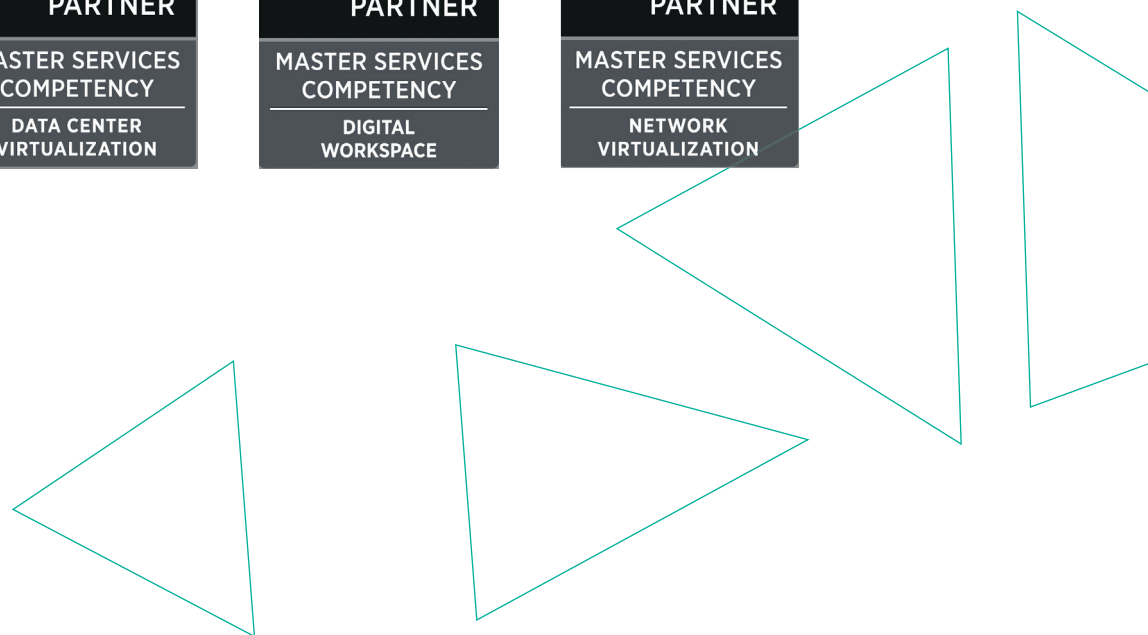 PARTNER
MASTER SERVICES
COMPETENCY
DIGITAL
WORKSPACE
PARTNER
MASTER SERVICES
COMPETENCY
NETWORK
VIRTUALIZATION
PARTNER
ASTER SERVICES
COMPETENCY
DATA CENTER
VIRTUALIZATION